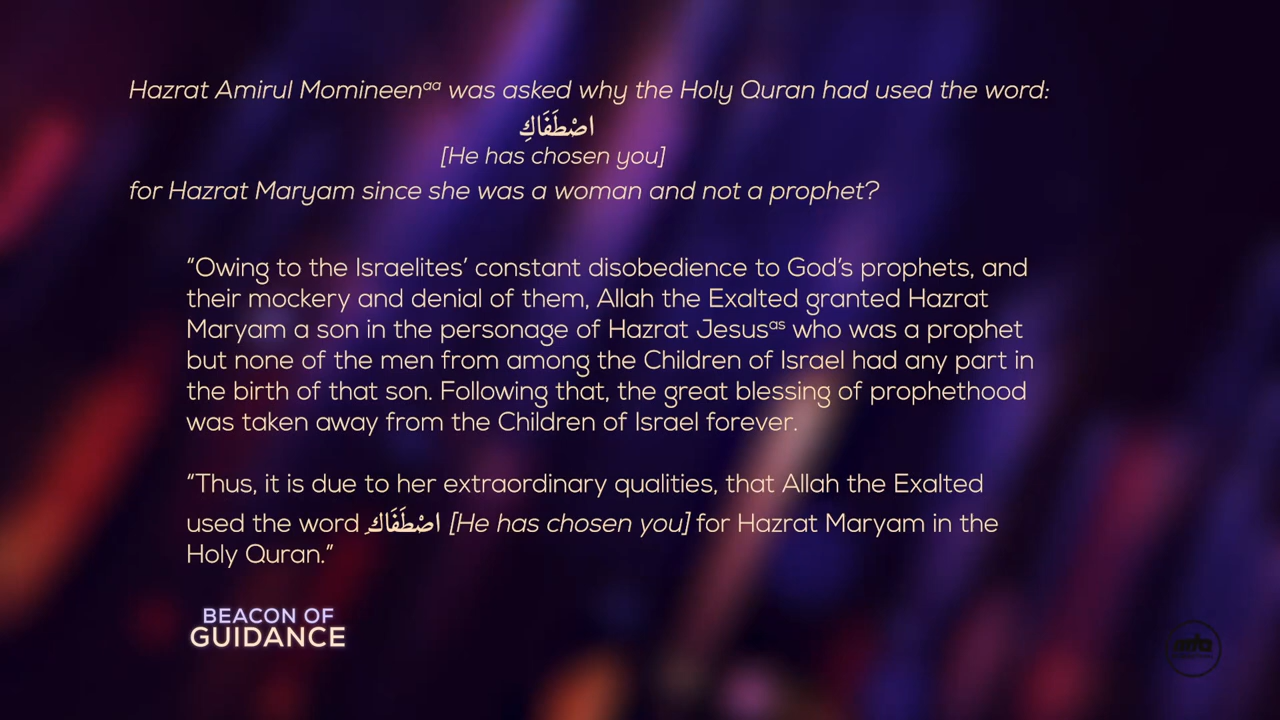 Hazrat Amirul Momineenᵃᵃ was asked why the Holy Quran had used the word:
اصْطَفَاكِ
[He has chosen you]
for Hazrat Maryam since she was a woman and not a prophet?
“Owing to the Israelites’ constant disobedience to God’s prophets, and
their mockery and denial of them, Allah the Exalted granted Hazrat
Maryam a son in the personage of Hazrat Jesusᵃˢ who was a prophet
but none of the men from among the Children of Israel had any part in
the birth of that son. Following that, the great blessing of prophethood
was taken away from the Children of Israel forever.
“Thus, it is due to her extraordinary qualities, that Allah the Exalted
used the word اصْطَفَاكِ [He has chosen you] for Hazrat Maryam in the
Holy Quran.”
BEACON OF
GUIDANCE